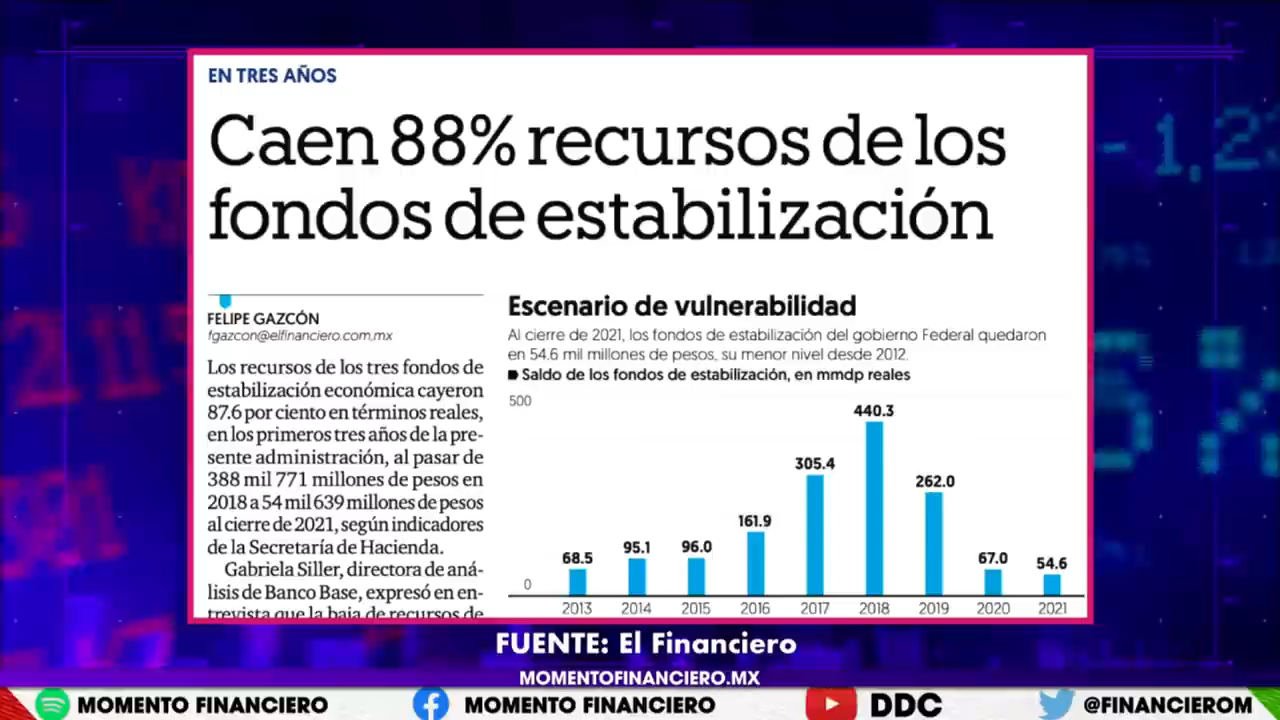 EN TRES AÑOS
Caen 88% recursos de los
fondos de estabilización
FELIPE GAZCÓN
fgazcon@elfinanciero.com.mx
Los recursos de los tres fondos de
estabilización económica cayeron
87.6 por ciento en términos reales,
en los primeros tres años de la pre-
sente administración, al pasar de
388 mil 771 millones de pesos en
2018 a 54 mil 639 millones de pesos
al cierre de 2021, según indicadores
de la Secretaría de Hacienda.
Gabriela Siller, directora de aná-
lisis de Banco Base, expresó en en-
trevista que la baja de recursos de
Escenario de vulnerabilidad
Al cierre de 2021, los fondos de estabilización del gobierno Federal quedaron
en 54.6 mil millones de pesos, su menor nivel desde 2012.
Saldo de los fondos de estabilización, en mmdp reales
500
440.3
305.4
262.0
161.9
68.5 95.1 96.0 67.0 54.6
0
2013 2014 2015 2016 2017 2018 2019 2020 2021
FUENTE: El Financiero
MOMENTOFINANCIERO.MX
MOMENTO FINANCIERO MOMENTO FINANCIERO DDC @FINANCIEROM